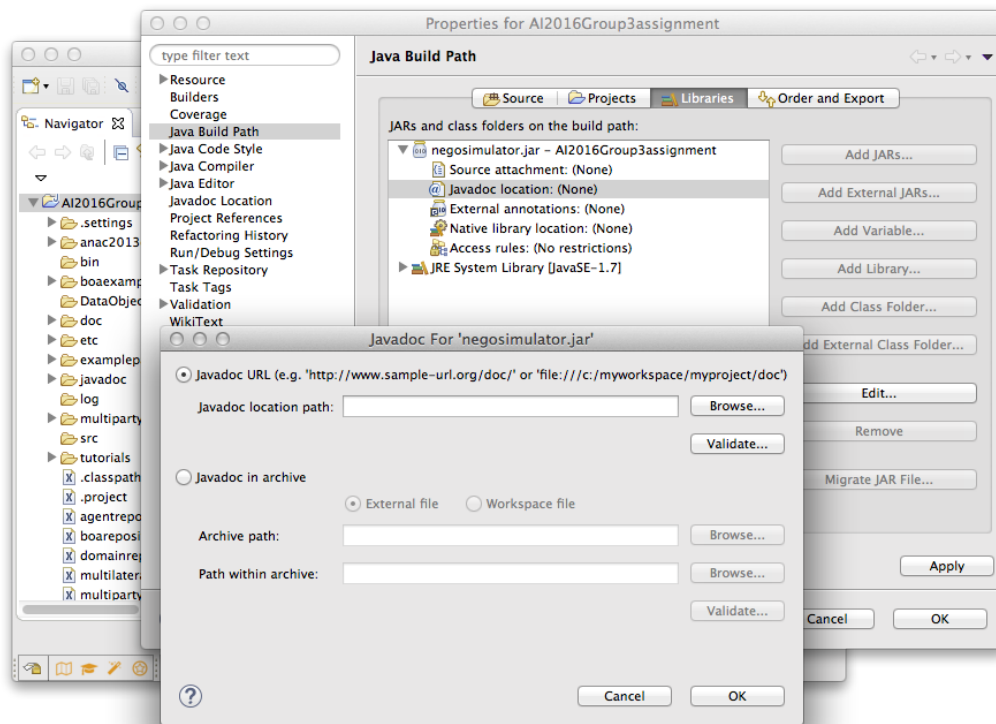 Properties for AI2016Group3assignment
type filter text
Java Build Path
Resource
Builders
Coverage
Java Build Path
Java Code Style
Java Compiler
Java Editor
Javadoc Location
Project References
Refactoring History
Run/Debug Settings
Task Repository
Task Tags
Validation
WikiText
Source
Projects
Libraries
Order and Export
JARs and class folders on the build path:
negosimulator.jar - AI2016Group3assignment
Source attachment: (None)
Javadoc location: (None)
External annotations: (None)
Native library location: (None)
Access rules: (No restrictions)
JRE System Library [JavaSE-1.7]
Add JARs...
Add External JARs...
Add Variable...
Add Library...
Add Class Folder...
dd External Class Folder...
Edit...
Remove
Migrate JAR File...
Apply
Cancel
OK
Navigator
AI2016Group
.settings
anac2013
bin
boaexamp
DataObjec
doc
etc
examplepa
javadoc
log
multiparty
src
tutorials
.classpath
.project
agentrepo
boareposi
domainrep
multilatera
multiparty
Javadoc For 'negosimulator.jar'
Javadoc URL (e.g. 'http://www.sample-url.org/doc/' or 'file:///c:/myworkspace/myproject/doc')
Javadoc location path:
Browse...
Validate...
Javadoc in archive
External file
Workspace file
Archive path:
Browse...
Path within archive:
Browse...
Validate...
?
Cancel
OK